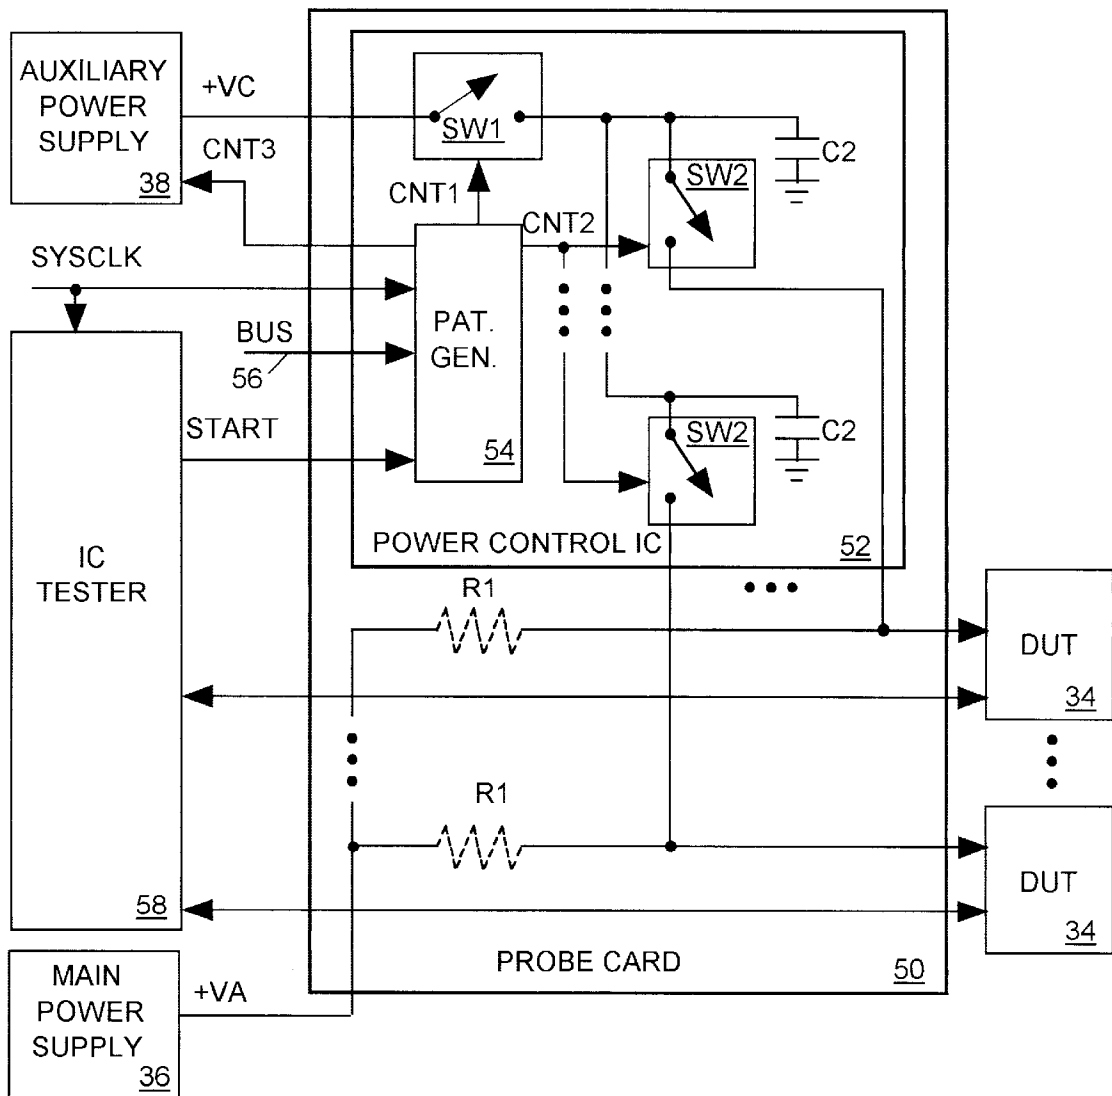 AUXILIARY
POWER
SUPPLY
38
+VC
CNT3
SW1
CNT1
CNT2
SW2
C2
SYSCLK
BUS
56
START
PAT.
GEN.
54
SW2
C2
POWER CONTROL IC
52
IC
TESTER
58
R1
DUT
34
R1
DUT
34
PROBE CARD
50
MAIN
POWER
SUPPLY
36
+VA